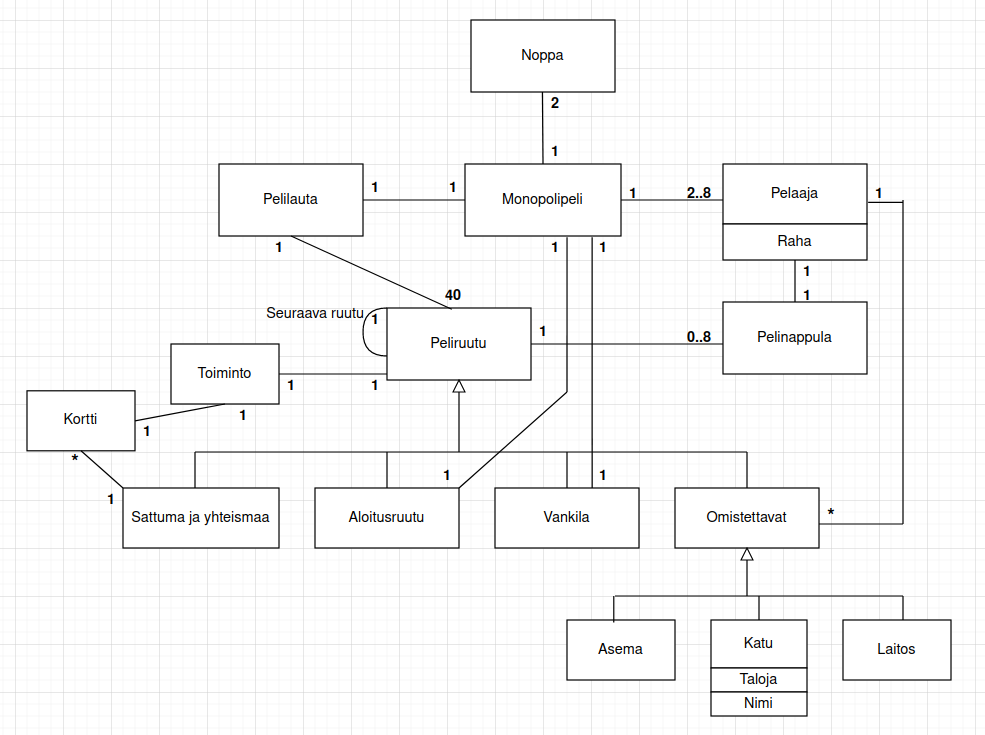 Noppa
2
1
Pelilauta
1
1
Monopolipeli
1
2..8
Pelaaja
1
Raha
1
1
1
1
1
40
Seuraava ruutu
1
Peliruutu
1
0..8
Pelinappula
Toiminto
1
1
Kortti
1
1
*
1
1
1
Sattuma ja yhteismaa
Aloitusruutu
Vankila
Omistettavat
*
Asema
Katu
Laitos
Taloja
Nimi